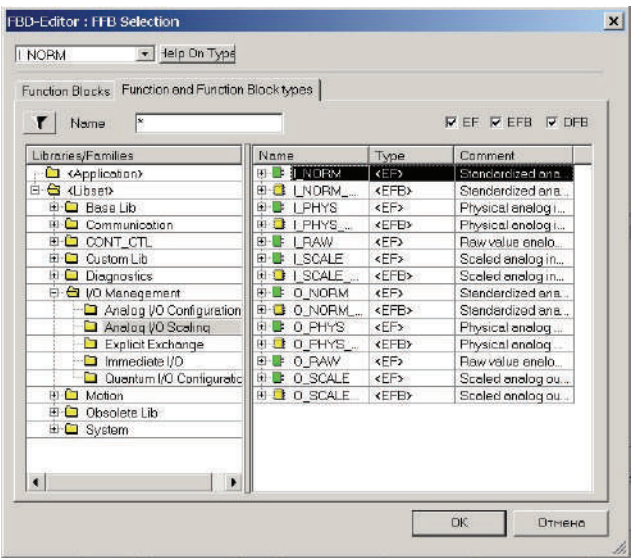 FBD-Editor : FFB Selection
I_NORM
Help On Type
Function Blocks
Function and Function Block types
Name
*
EF
EFB
DFB
Libraries/Families
<Application>
<Libset>
Base Lib
Communication
CONT_CTL
Custom Lib
Diagnostics
I/O Management
Analog I/O Configuration
Analog I/O Scaling
Explicit Exchange
Immediate I/O
Quantum I/O Configuratic
Motion
Obsolete Lib
System
Name Type Comment
I_NORM <EF> Standardized ana...
I_NORM_... <EFB> Standardized ana...
I_PHYS <EF> Physical analog i...
I_PHYS_... <EFB> Physical analog i...
I_RAW <EF> Raw value analo...
I_SCALE <EF> Scaled analog in...
I_SCALE_... <EFB> Scaled analog in...
O_NORM <EF> Standardized ana...
O_NORM_... <EFB> Standardized ana...
O_PHYS <EF> Physical analog ...
O_PHYS_... <EFB> Physical analog ...
O_RAW <EF> Raw value analo...
O_SCALE <EF> Scaled analog ou...
O_SCALE_... <EFB> Scaled analog ou...
OK
Отмена